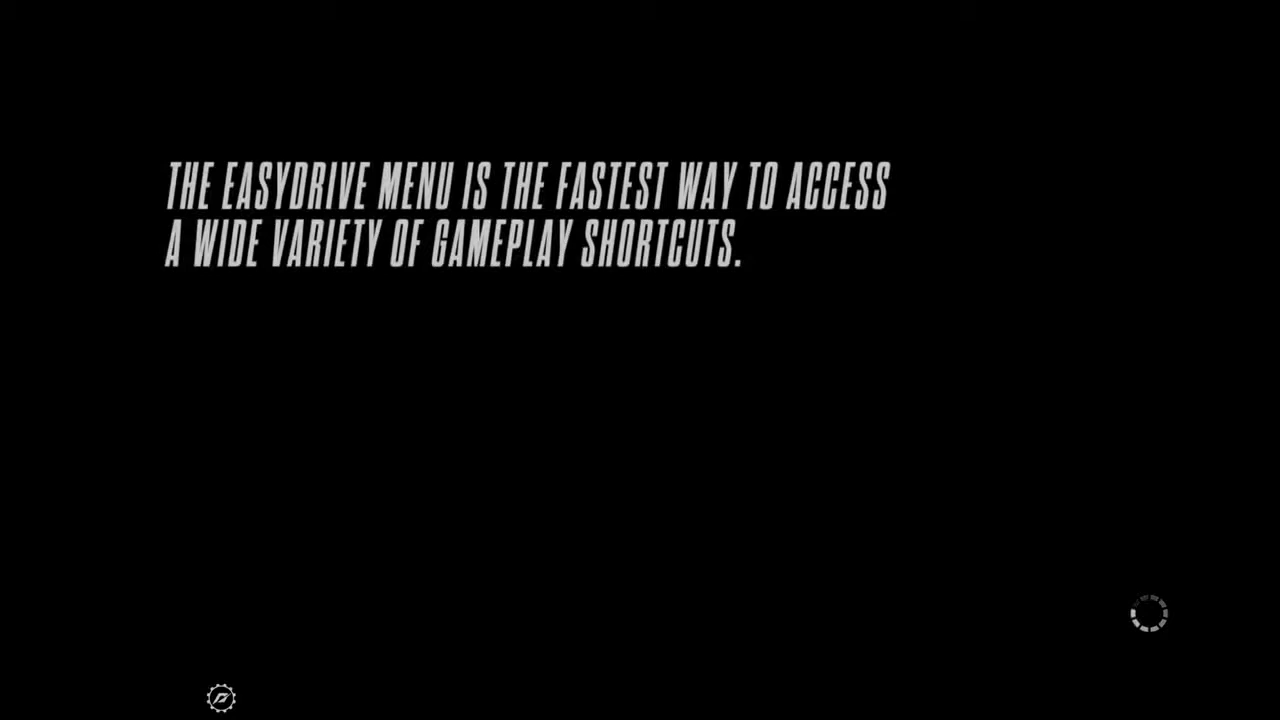 THE EASYDRIVE MENU IS THE FASTEST WAY TO ACCESS
A WIDE VARIETY OF GAMEPLAY SHORTCUTS.